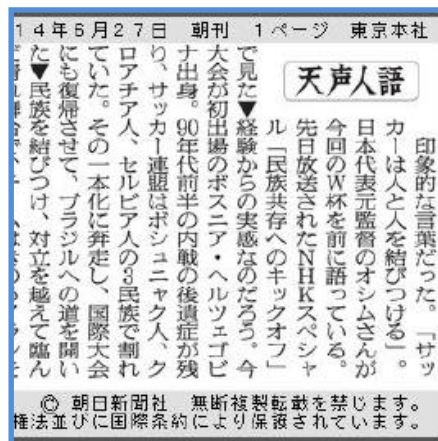 14年6月27日　朝刊　1ページ　東京本社
天声人語
印象的な言葉だった。「サッ
カーは人と人を結びつける」。
日本代表元監督のオシムさんが
今回のW杯を前に語っている。
先日放送されたNHKスペシャ
ル「民族共存へのキックオフ」
で見た▼経験からの実感なのだろう。今
大会が初出場のボスニア・ヘルツェゴビ
ナ出身。90年代前半の内戦の後遺症が残
り、サッカー連盟はボシュニャク人、ク
ロアチア人、セルビア人の3民族で割れ
ていた。その一本化に奔走し、国際大会
にも復帰させて、ブラジルへの道を開い
た▼民族を結びつけ、対立を越えて臨ん
© 朝日新聞社　無断複製転載を禁じます。
権法並びに国際条約により保護されています。